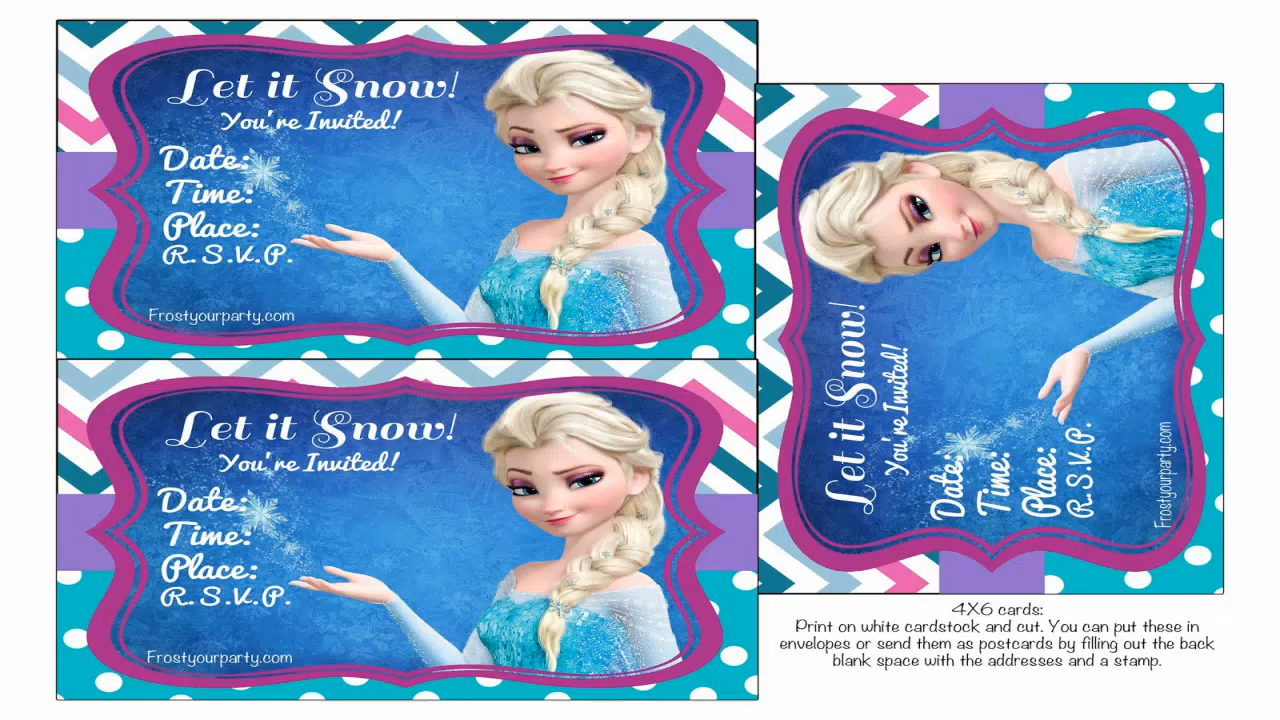 Let it Snow!
You're Invited!
Date:
Time:
Place:
R.S.V.P.
Frostyourparty.com
Let it Snow!
You're Invited!
Date:
Time:
Place:
R.S.V.P.
Frostyourparty.com
Let it Snow!
You're Invited!
Date:
Time:
Place:
R.S.V.P.
Frostyourparty.com
4X6 cards:
Print on white cardstock and cut. You can put these in
envelopes or send them as postcards by filling out the back
blank space with the addresses and a stamp.